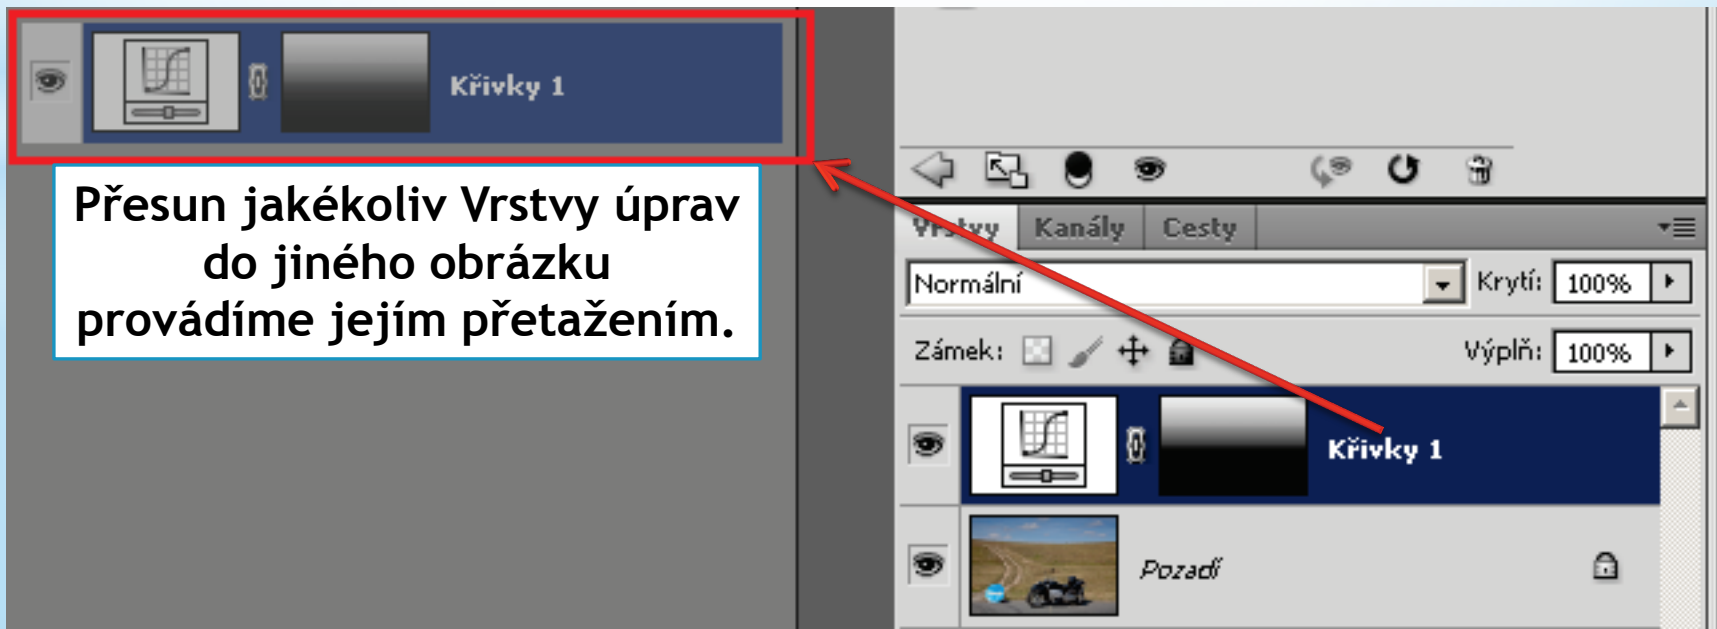 Křivky 1
Přesun jakékoliv Vrstvy úprav
do jiného obrázku
provádíme jejím přetažením.
Vrstvy Kanály Cesty
Normální Krytí: 100%
Zámek: Výplň: 100%
Křivky 1
Pozadí